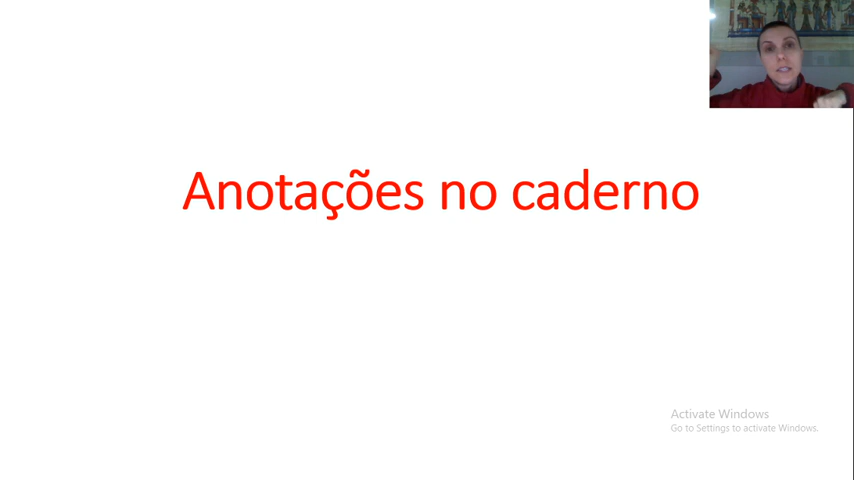 Anotações no caderno
Activate Windows
Go to Settings to activate Windows.